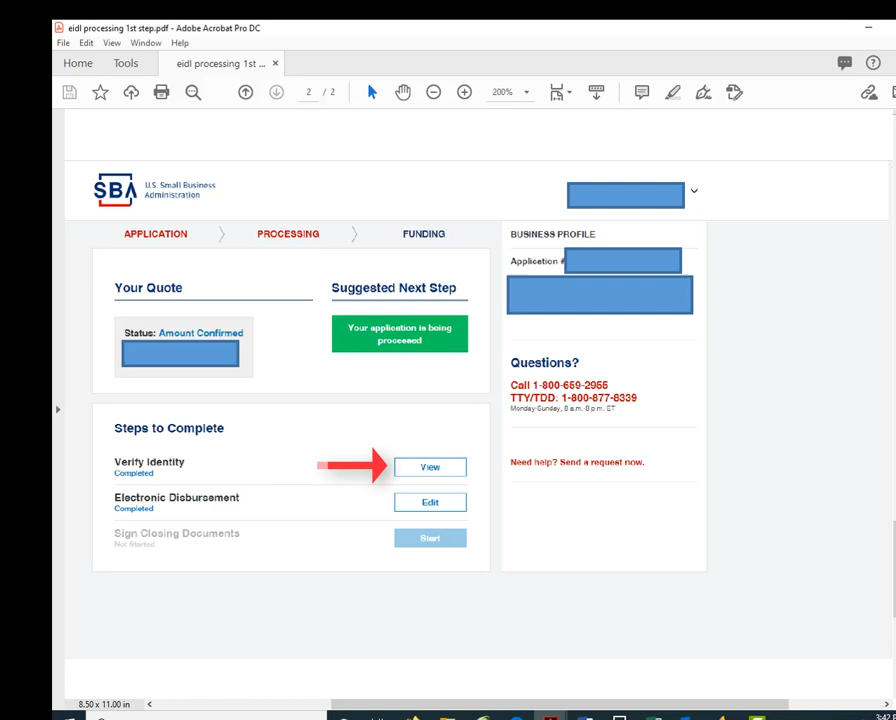 eidl processing 1st step.pdf - Adobe Acrobat Pro DC
File Edit View Window Help
Home Tools eidl processing 1st ... ×
2 / 2 200%
SBA U.S. Small Business
Administration
APPLICATION PROCESSING FUNDING
Your Quote
Status: Amount Confirmed
Suggested Next Step
Your application is being
processed
Steps to Complete
Verify Identity
Completed
View
Electronic Disbursement
Completed
Edit
Sign Closing Documents
Not Started
Start
BUSINESS PROFILE
Application #
Questions?
Call 1-800-659-2955
TTY/TDD: 1-800-877-8339
Monday-Sunday, 8 a.m.-8 p.m. ET
Need help? Send a request now.
8.50 x 11.00 in